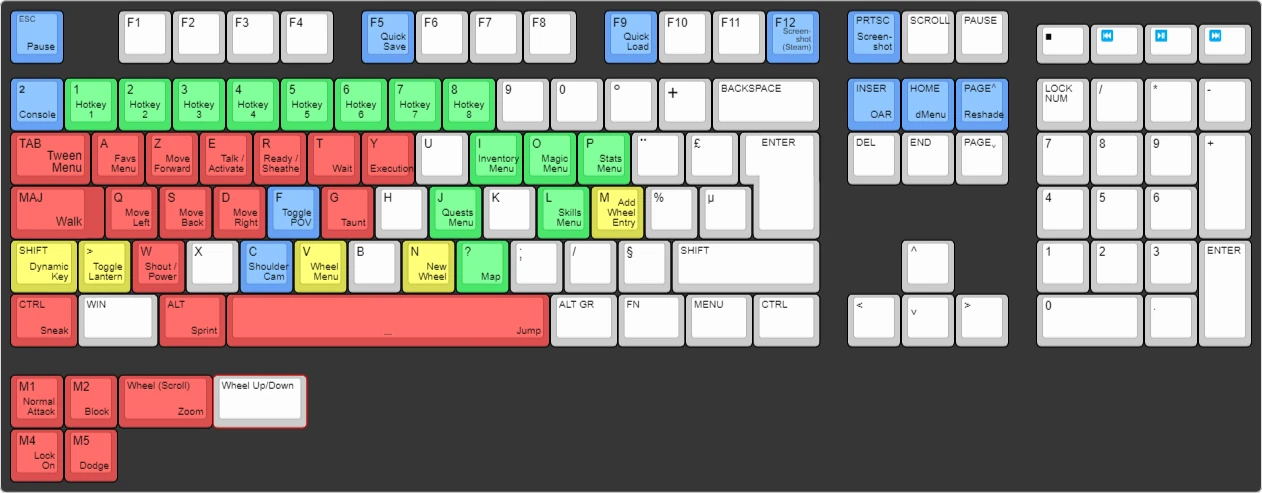 ESC F1 F2 F3 F4 F5 F6 F7 F8 F9 F10 F11 F12 PRTSC SCROLL PAUSE ■ ⏮ ⏯ ⏭
Pause Quick Save Quick Load Screen-shot (Steam) Screen-shot
2 1 2 3 4 5 6 7 8 9 0 ° + BACKSPACE INSER HOME PAGE^ LOCK NUM / * -
Console Hotkey 1 Hotkey 2 Hotkey 3 Hotkey 4 Hotkey 5 Hotkey 6 Hotkey 7 Hotkey 8 OAR dMenu Reshade
TAB A Z E R T Y U I O P ¨ £ ENTER DEL END PAGEˬ 7 8 9 +
Tween Menu Favs Menu Move Forward Talk / Activate Ready / Sheathe Wait Execution Inventory Menu Magic Menu Stats Menu
MAJ Q S D F G H J K L M % µ 4 5 6
Walk Move Left Move Back Move Right Toggle POV Taunt Quests Menu Skills Menu Add Wheel Entry
SHIFT > W X C V B N ? ; / § SHIFT ^ 1 2 3 ENTER
Dynamic Key Toggle Lantern Shout / Power Shoulder Cam Wheel Menu New Wheel Map :
CTRL WIN ALT ALT GR FN MENU CTRL < ˬ > 0 .
Sneak Sprint _ Jump
M1 M2 Wheel (Scroll) Wheel Up/Down
Normal Attack Block Zoom
M4 M5
Lock On Dodge